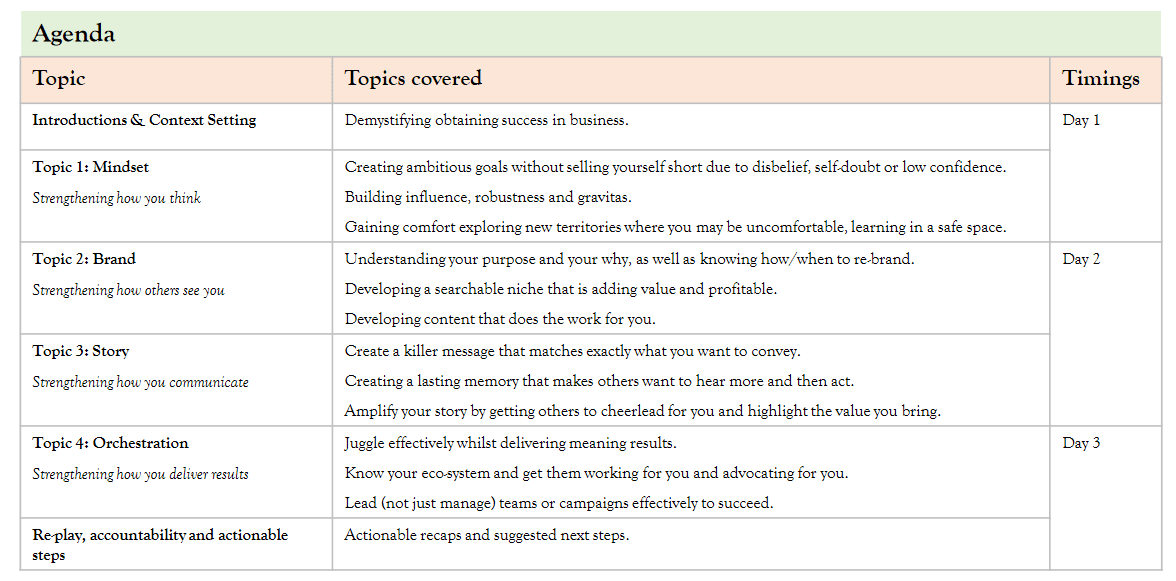 Agenda
Topic Topics covered Timings
Introductions & Context Setting Demystifying obtaining success in business. Day 1
Topic 1: Mindset Creating ambitious goals without selling yourself short due to disbelief, self-doubt or low confidence.
Strengthening how you think Building influence, robustness and gravitas.
Gaining comfort exploring new territories where you may be uncomfortable, learning in a safe space.
Topic 2: Brand Understanding your purpose and your why, as well as knowing how/when to re-brand. Day 2
Strengthening how others see you Developing a searchable niche that is adding value and profitable.
Developing content that does the work for you.
Topic 3: Story Create a killer message that matches exactly what you want to convey.
Strengthening how you communicate Creating a lasting memory that makes others want to hear more and then act.
Amplify your story by getting others to cheerlead for you and highlight the value you bring.
Topic 4: Orchestration Juggle effectively whilst delivering meaning results. Day 3
Strengthening how you deliver results Know your eco-system and get them working for you and advocating for you.
Lead (not just manage) teams or campaigns effectively to succeed.
Re-play, accountability and actionable Actionable recaps and suggested next steps.
steps